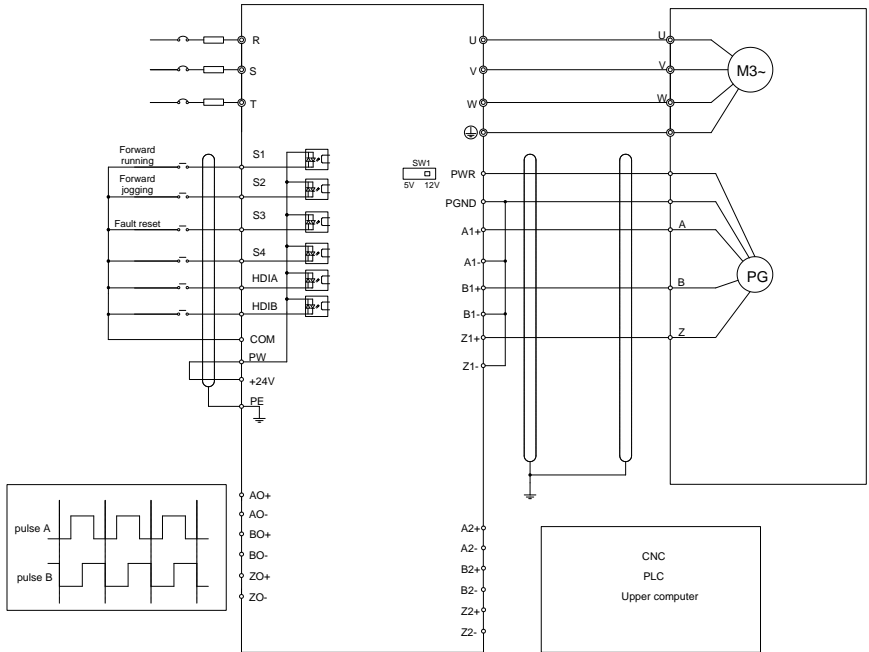 R
S
T
Forward
running
Forward
jogging
Fault reset
S1
S2
S3
S4
HDIA
HDIB
COM
PW
+24V
PE
SW1
5V 12V
U
V
W
PWR
PGND
A1+
A1-
B1+
B1-
Z1+
Z1-
U
V
W
M3~
A
B
Z
PG
pulse A
pulse B
AO+
AO-
BO+
BO-
ZO+
ZO-
A2+
A2-
B2+
B2-
Z2+
Z2-
CNC
PLC
Upper computer